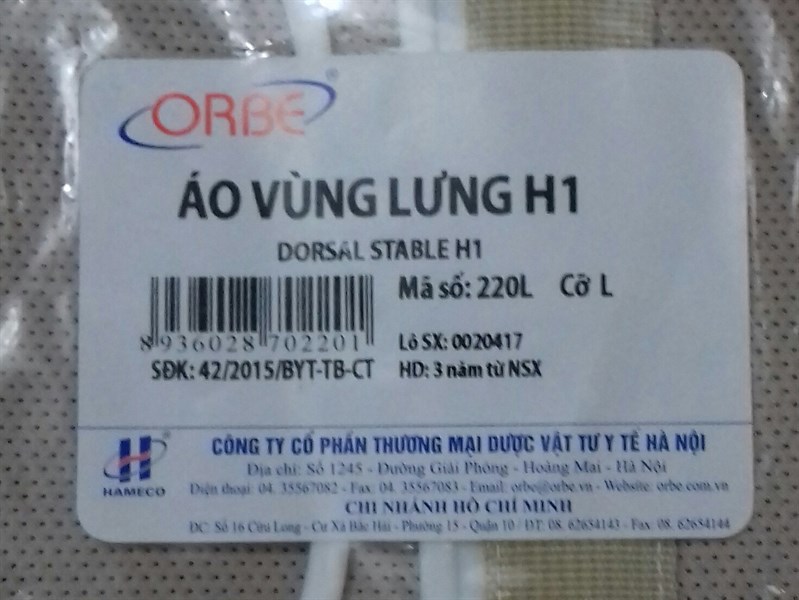 ORBE®
ÁO VÙNG LƯNG H1
DORSAL STABLE H1
Mã số: 220L Cỡ L
8 936028 702201
Lô SX: 0020417
SĐK: 42/2015/BYT-TB-CT
HD: 3 năm từ NSX
HAMECO
CÔNG TY CỔ PHẦN THƯƠNG MẠI DƯỢC VẬT TƯ Y TẾ HÀ NỘI
Địa chỉ: Số 1245 - Đường Giải Phóng - Hoàng Mai - Hà Nội
Điện thoại: 04. 35567082 - Fax: 04. 35567083 - Email: orbe@orbe.vn - Website: orbe.com.vn
CHI NHÁNH HỒ CHÍ MINH
ĐC: Số 16 Cửu Long - Cư Xá Bắc Hải - Phường 15 - Quận 10 / ĐT: 08. 62654143 - Fax: 08. 62654144